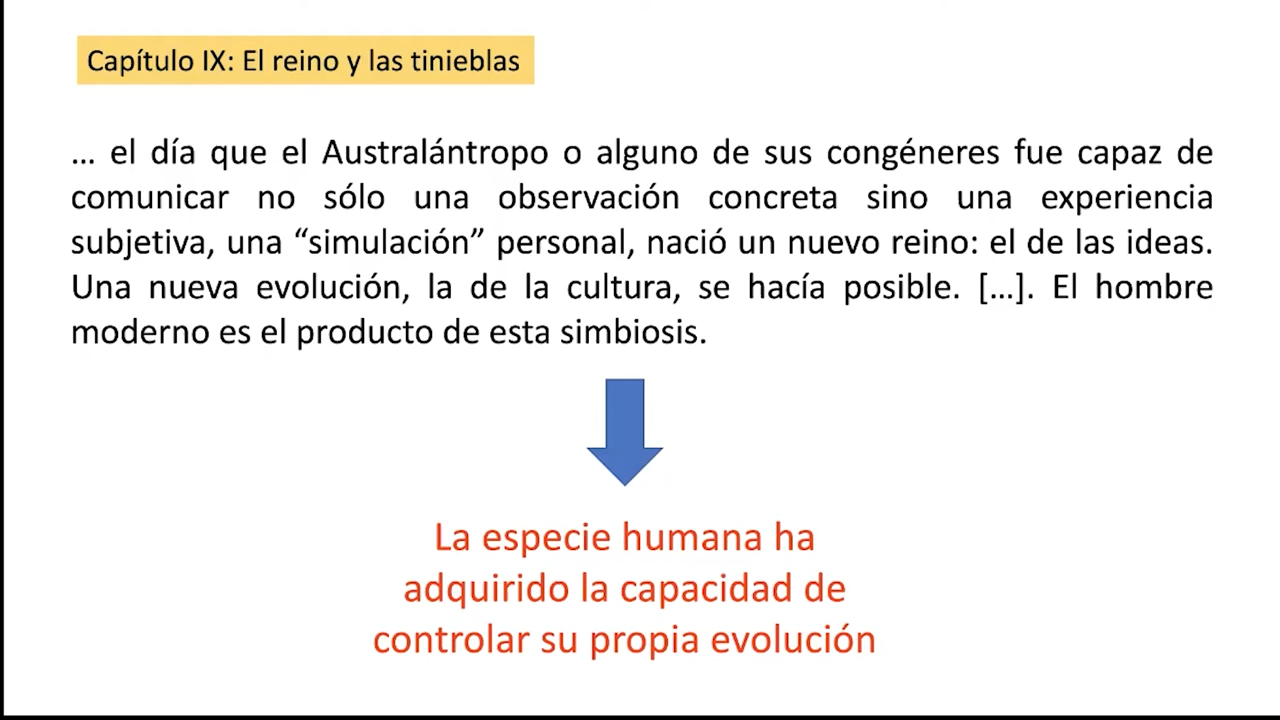 Capítulo IX: El reino y las tinieblas
... el día que el Australántropo o alguno de sus congéneres fue capaz de
comunicar no sólo una observación concreta sino una experiencia
subjetiva, una “simulación” personal, nació un nuevo reino: el de las ideas.
Una nueva evolución, la de la cultura, se hacía posible. [...]. El hombre
moderno es el producto de esta simbiosis.
La especie humana ha
adquirido la capacidad de
controlar su propia evolución